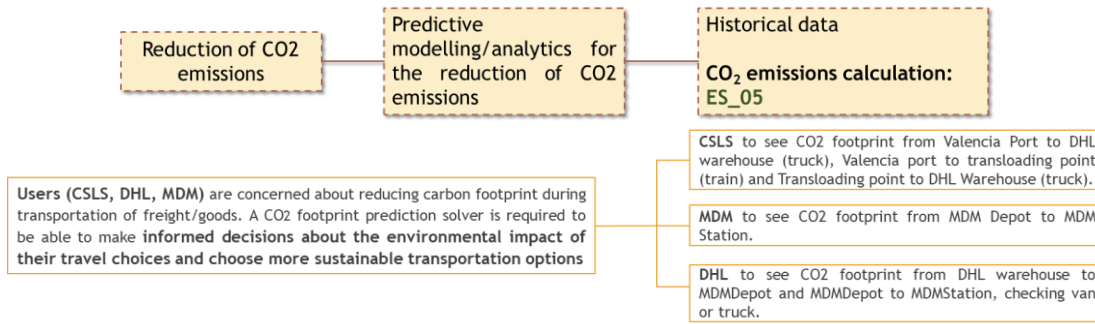 Reduction of CO2
emissions
Predictive
modelling/analytics for
the reduction of CO2
emissions
Historical data
CO₂ emissions calculation:
ES_05
Users (CSLS, DHL, MDM) are concerned about reducing carbon footprint during
transportation of freight/goods. A CO2 footprint prediction solver is required to
be able to make informed decisions about the environmental impact of
their travel choices and choose more sustainable transportation options
CSLS to see CO2 footprint from Valencia Port to DHL
warehouse (truck), Valencia port to transloading point
(train) and Transloading point to DHL Warehouse (truck).
MDM to see CO2 footprint from MDM Depot to MDM
Station.
DHL to see CO2 footprint from DHL warehouse to
MDMDepot and MDMDepot to MDMStation, checking van
or truck.